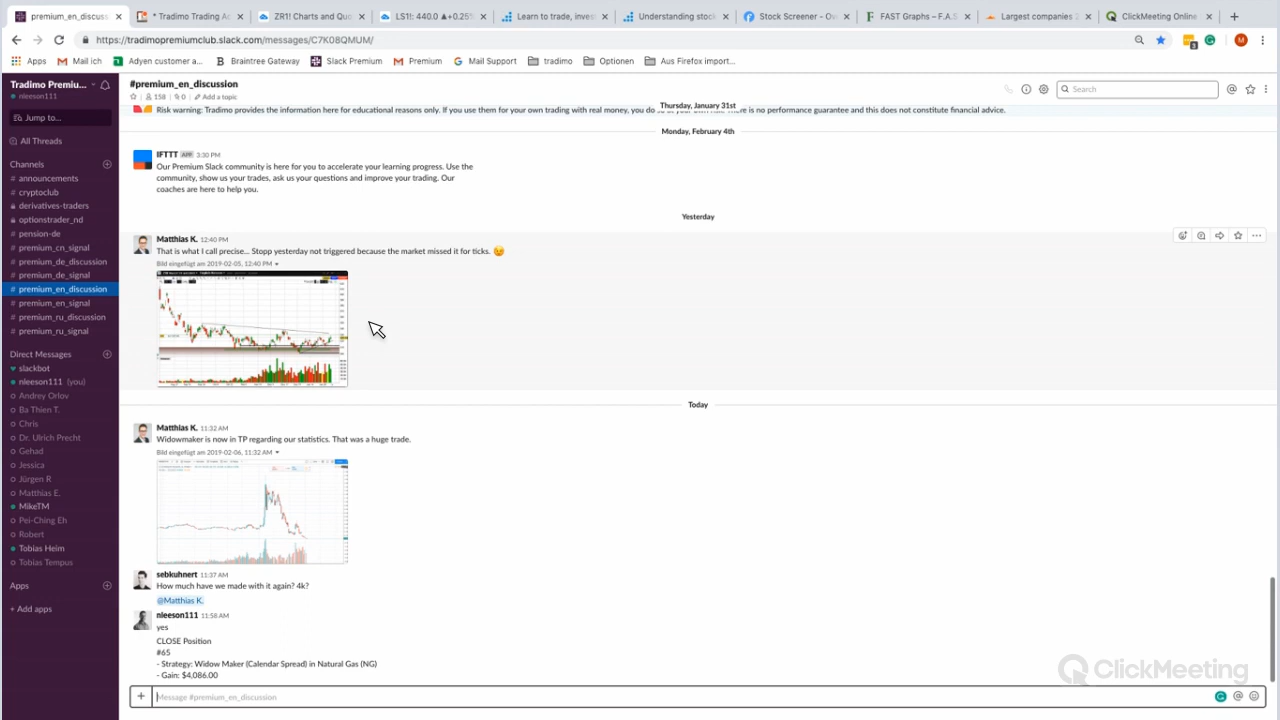 #premium_en_discuss
* Tradimo Trading Ac
ZR1! Charts and Quo
LS1!: 440.0 ▲+0.25%
Learn to trade, inves
Understanding stock
Stock Screener - Ov
FAST Graphs – F.A.S
Largest companies 2
ClickMeeting Online
https://tradimopremiumclub.slack.com/messages/C7K08QMUM/
Apps
Mail ich
Adyen customer a...
Braintree Gateway
Slack Premium
Premium
Mail Support
tradimo
Optionen
Aus Firefox import...
Tradimo Premiu...
nleeson111
Jump to...
All Threads
Channels
# announcements
# cryptoclub
derivatives-traders
optionstrader_nd
pension-de
# premium_cn_signal
# premium_de_discussion
# premium_de_signal
# premium_en_discussion
# premium_en_signal
# premium_ru_discussion
# premium_ru_signal
Direct Messages
slackbot
nleeson111 (you)
Andrey Orlov
Ba Thien T.
Chris
Dr. Ulrich Precht
Gehad
Jessica
Jürgen R
Matthias E.
MikeTM
Pei-Ching Eh
Robert
Tobias Heim
Tobias Tempus
Apps
+ Add apps
#premium_en_discussion
158
0
Add a topic
Search
Thursday, January 31st
Risk warning: Tradimo provides the information here for educational reasons only. If you use them for your own trading with real money, you do so at your own risk. There is no performance guarantee and this does not constitute financial advice.
Monday, February 4th
IFTTT APP 3:30 PM
Our Premium Slack community is here for you to accelerate your learning progress. Use the
community, show us your trades, ask us your questions and improve your trading. Our
coaches are here to help you.
Yesterday
Matthias K. 12:40 PM
That is what I call precise... Stopp yesterday not triggered because the market missed it for ticks. 😉
Bild eingefügt am 2019-02-05, 12:40 PM
Today
Matthias K. 11:32 AM
Widowmaker is now in TP regarding our statistics. That was a huge trade.
Bild eingefügt am 2019-02-06, 11:32 AM
sebkuhnert 11:37 AM
How much have we made with it again? 4k?
@Matthias K.
nleeson111 11:58 AM
yes
CLOSE Position
#65
- Strategy: Widow Maker (Calendar Spread) in Natural Gas (NG)
- Gain: $4,086.00
Message #premium_en_discussion
ClickMeeting